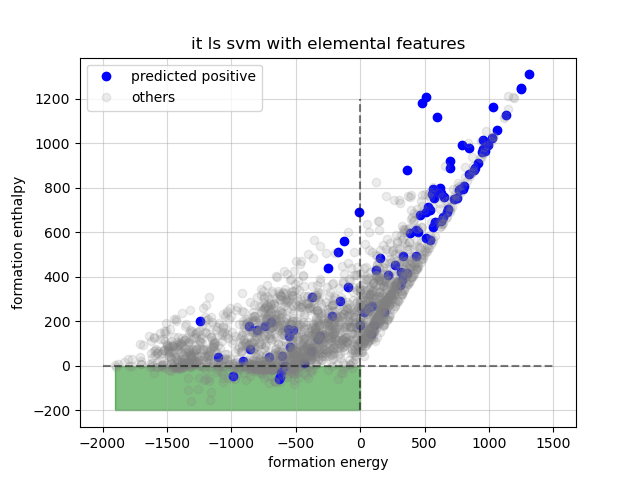 it ls svm with elemental features
predicted positive
others
formation enthalpy
1200
1000
800
600
400
200
0
−200
−2000 −1500 −1000 −500 0 500 1000 1500
formation energy